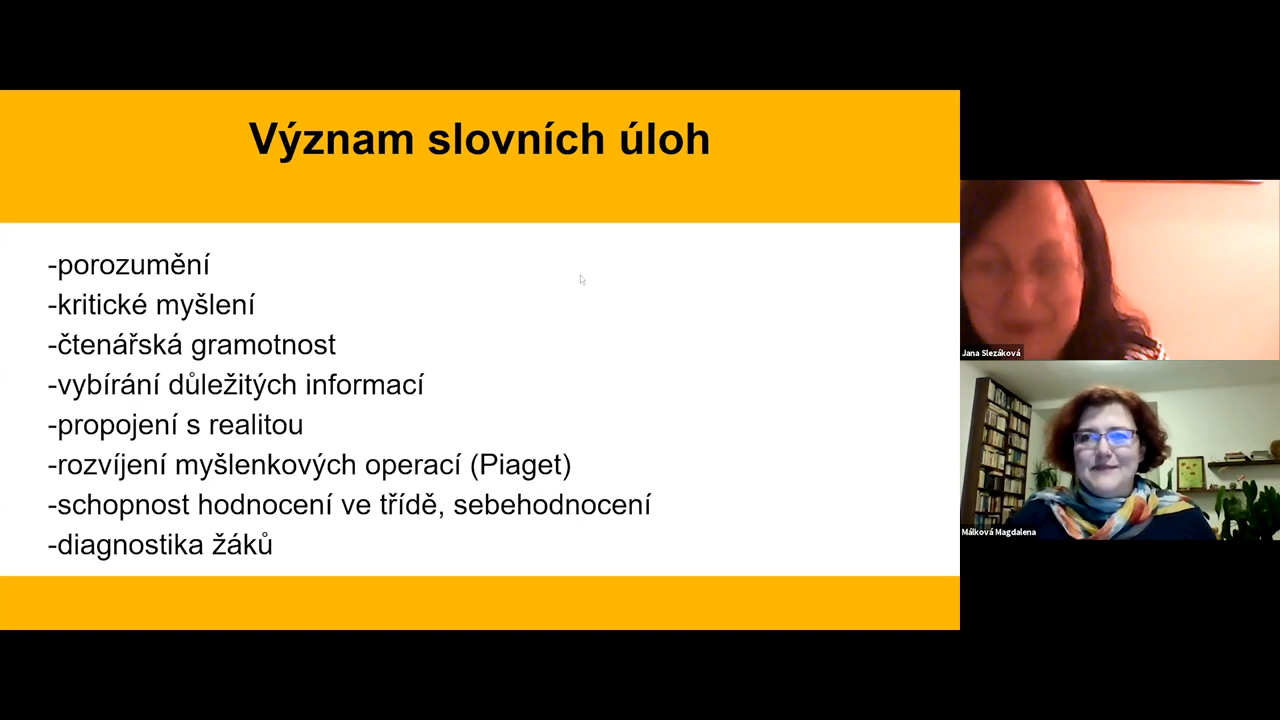 Význam slovních úloh
-porozumění
-kritické myšlení
-čtenářská gramotnost
-vybírání důležitých informací
-propojení s realitou
-rozvíjení myšlenkových operací (Piaget)
-schopnost hodnocení ve třídě, sebehodnocení
-diagnostika žáků
Jana Slezáková
Málková Magdalena